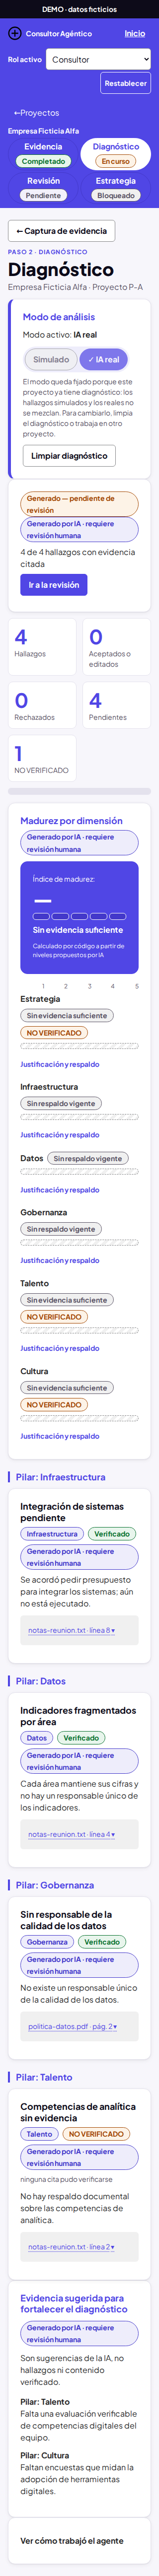 DEMO · datos ficticios
Consultor Agéntico
Inicio
Rol activo
Consultor
Restablecer
←Proyectos
Empresa Ficticia Alfa
Evidencia
Completado
Diagnóstico
En curso
Revisión
Pendiente
Estrategia
Bloqueado
← Captura de evidencia
PASO 2 · DIAGNÓSTICO
Diagnóstico
Empresa Ficticia Alfa · Proyecto P-A
Modo de análisis
Modo activo: IA real
Simulado
✓ IA real
El modo queda fijado porque este
proyecto ya tiene diagnóstico: los
hallazgos simulados y los reales no
se mezclan. Para cambiarlo, limpia
el diagnóstico o trabaja en otro
proyecto.
Limpiar diagnóstico
Generado — pendiente de
revisión
Generado por IA · requiere
revisión humana
4 de 4 hallazgos con evidencia
citada
Ir a la revisión
4
Hallazgos
0
Aceptados o
editados
0
Rechazados
4
Pendientes
1
NO VERIFICADO
Madurez por dimensión
Generado por IA · requiere
revisión humana
Índice de madurez:
—
Sin evidencia suficiente
Calculado por código a partir de
niveles propuestos por IA
1 2 3 4 5
Estrategia
Sin evidencia suficiente
NO VERIFICADO
Justificación y respaldo
Infraestructura
Sin respaldo vigente
Justificación y respaldo
Datos
Sin respaldo vigente
Justificación y respaldo
Gobernanza
Sin respaldo vigente
Justificación y respaldo
Talento
Sin evidencia suficiente
NO VERIFICADO
Justificación y respaldo
Cultura
Sin evidencia suficiente
NO VERIFICADO
Justificación y respaldo
Pilar: Infraestructura
Integración de sistemas
pendiente
Infraestructura
Verificado
Generado por IA · requiere
revisión humana
Se acordó pedir presupuesto
para integrar los sistemas; aún
no está ejecutado.
notas-reunion.txt · línea 8 ▾
Pilar: Datos
Indicadores fragmentados
por área
Datos
Verificado
Generado por IA · requiere
revisión humana
Cada área mantiene sus cifras y
no hay un responsable único de
los indicadores.
notas-reunion.txt · línea 4 ▾
Pilar: Gobernanza
Sin responsable de la
calidad de los datos
Gobernanza
Verificado
Generado por IA · requiere
revisión humana
No existe un responsable único
de la calidad de los datos.
politica-datos.pdf · pág. 2 ▾
Pilar: Talento
Competencias de analítica
sin evidencia
Talento
NO VERIFICADO
Generado por IA · requiere
revisión humana
ninguna cita pudo verificarse
No hay respaldo documental
sobre las competencias de
analítica.
notas-reunion.txt · línea 2 ▾
Evidencia sugerida para
fortalecer el diagnóstico
Generado por IA · requiere
revisión humana
Son sugerencias de la IA, no
hallazgos ni contenido
verificado.
Pilar: Talento
Falta una evaluación verificable
de competencias digitales del
equipo.
Pilar: Cultura
Faltan encuestas que midan la
adopción de herramientas
digitales.
Ver cómo trabajó el agente